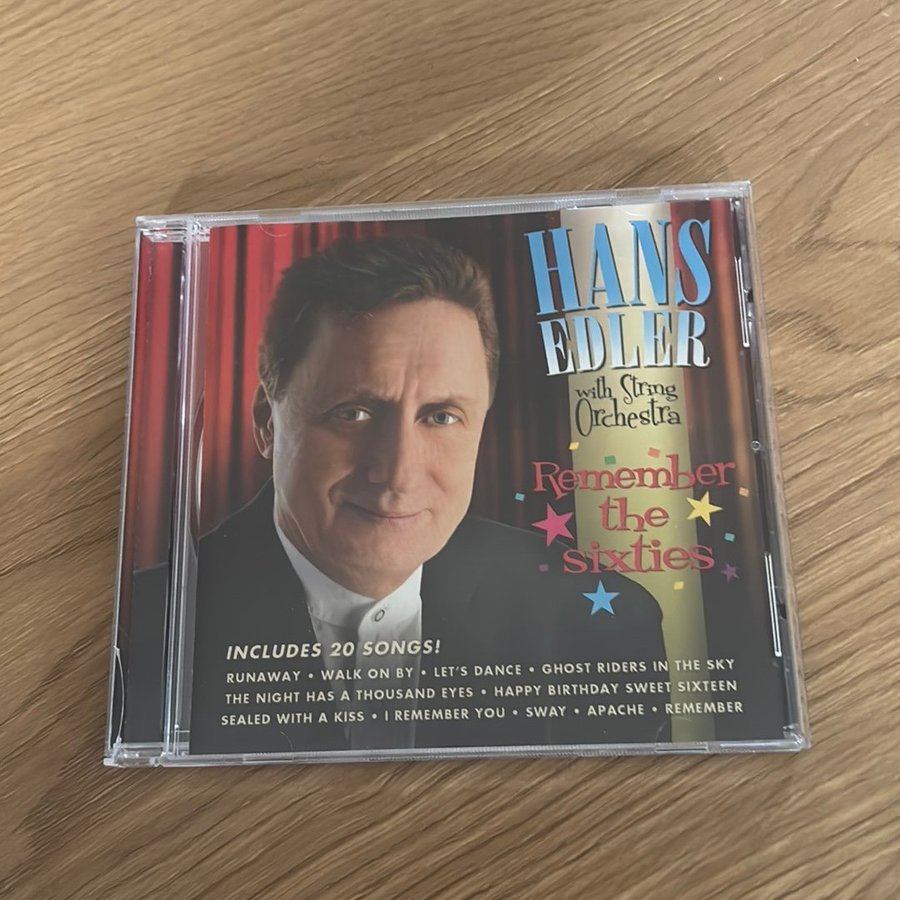 HANS
EDLER
with String
Orchestra
Remember
the
sixties
INCLUDES 20 SONGS!
RUNAWAY • WALK ON BY • LET'S DANCE • GHOST RIDERS IN THE SKY
THE NIGHT HAS A THOUSAND EYES • HAPPY BIRTHDAY SWEET SIXTEEN
SEALED WITH A KISS • I REMEMBER YOU • SWAY • APACHE • REMEMBER